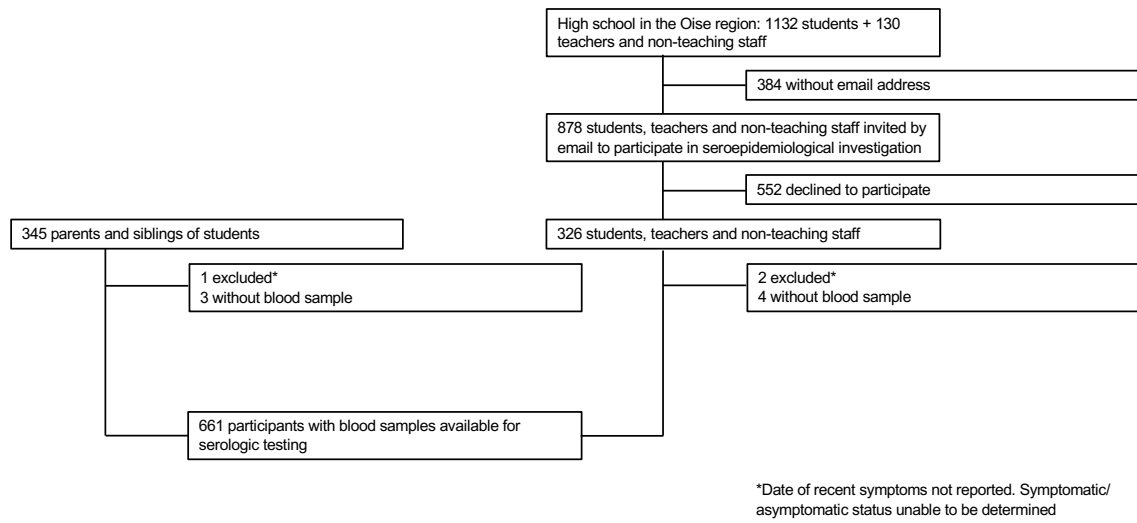 High school in the Oise region: 1132 students + 130
teachers and non-teaching staff
384 without email address
878 students, teachers and non-teaching staff invited by
email to participate in seroepidemiological investigation
552 declined to participate
345 parents and siblings of students
326 students, teachers and non-teaching staff
1 excluded*
3 without blood sample
2 excluded*
4 without blood sample
661 participants with blood samples available for
serologic testing
*Date of recent symptoms not reported. Symptomatic/
asymptomatic status unable to be determined